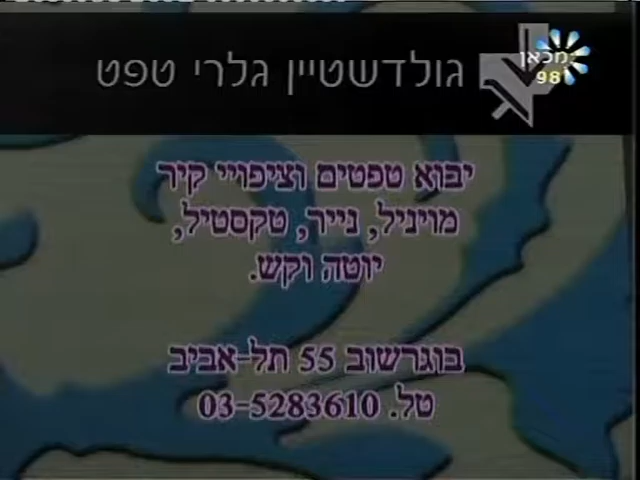 גולדשטיין גלרי טפט
מכאן
98
יבוא טפטים וציפויי קיר
מויניל, נייר, טקסטיל,
יוטה וקש.
בוגרשוב 55 תל-אביב
טל. 03-5283610